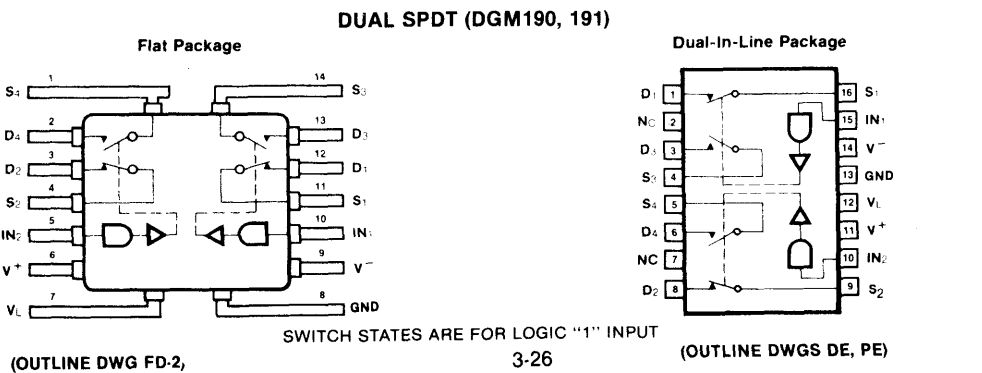 DUAL SPDT (DGM190, 191)
Flat Package
1
S4
14
S3
2
D4
13
D3
3
D2
12
D1
4
S2
11
S1
5
IN2
10
IN1
6
V+
9
V−
7
VL
8
GND
(OUTLINE DWG FD-2,
Dual-In-Line Package
D1 1
16 S1
NC 2
15 IN1
D3 3
14 V−
S3 4
13 GND
S4 5
12 VL
D4 6
11 V+
NC 7
10 IN2
D2 8
9 S2
SWITCH STATES ARE FOR LOGIC "1" INPUT
3-26
(OUTLINE DWGS DE, PE)